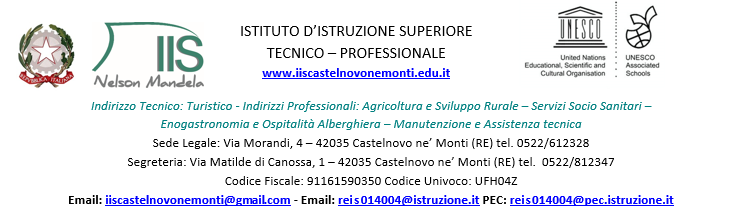 ISTITUTO D'ISTRUZIONE SUPERIORE
TECNICO – PROFESSIONALE
www.iiscastelnovonemonti.edu.it
IIS
Nelson Mandela
REPVBBLICA ITALIANA
UNESCO
United Nations
Educational, Scientific and
Cultural Organisation
UNESCO
Associated
Schools
Indirizzo Tecnico: Turistico - Indirizzi Professionali: Agricoltura e Sviluppo Rurale – Servizi Socio Sanitari –
Enogastronomia e Ospitalità Alberghiera – Manutenzione e Assistenza tecnica
Sede Legale: Via Morandi, 4 – 42035 Castelnovo ne' Monti (RE) tel. 0522/612328
Segreteria: Via Matilde di Canossa, 1 – 42035 Castelnovo ne' Monti (RE) tel.  0522/812347
Codice Fiscale: 91161590350 Codice Univoco: UFH04Z
Email: iiscastelnovonemonti@gmail.com - Email: reis014004@istruzione.it PEC: reis014004@pec.istruzione.it